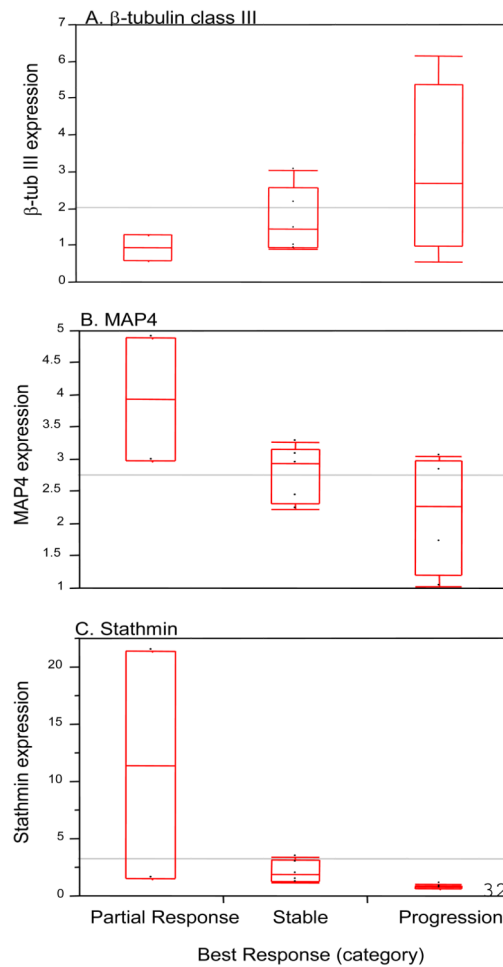 A. β-tubulin class III
β-tub III expression
7
6
5
4
3
2
1
0
B. MAP4
MAP4 expression
5
4.5
4
3.5
3
2.5
2
1.5
1
C. Stathmin
Stathmin expression
20
15
10
5
0
32
Partial Response Stable Progression
Best Response (category)